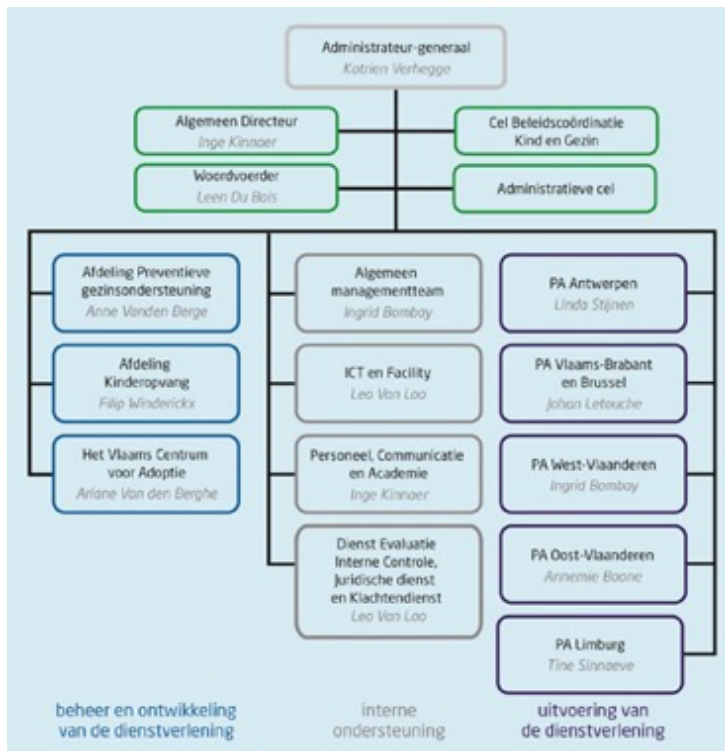 Administrateur-generaal
Katrien Verhegge
Algemeen Directeur
Inge Kinnaer
Cel Beleidscoördinatie
Kind en Gezin
Woordvoerder
Leen Du Bois
Administratieve cel
Afdeling Preventieve
gezinsondersteuning
Anne Vanden Berge
Afdeling
Kinderopvang
Filip Winderickx
Het Vlaams Centrum
voor Adoptie
Ariane Van den Berghe
beheer en ontwikkeling
van de dienstverlening
Algemeen
managementteam
Ingrid Bombay
ICT en Facility
Leo Van Loo
Personeel, Communicatie
en Academie
Inge Kinnaer
Dienst Evaluatie
Interne Controle,
Juridische dienst
en Klachtendienst
Leo Van Loo
interne
ondersteuning
PA Antwerpen
Linda Stijnen
PA Vlaams-Brabant
en Brussel
Johan Letouche
PA West-Vlaanderen
Ingrid Bombay
PA Oost-Vlaanderen
Annemie Boone
PA Limburg
Tine Sinnaeve
uitvoering van
de dienstverlening